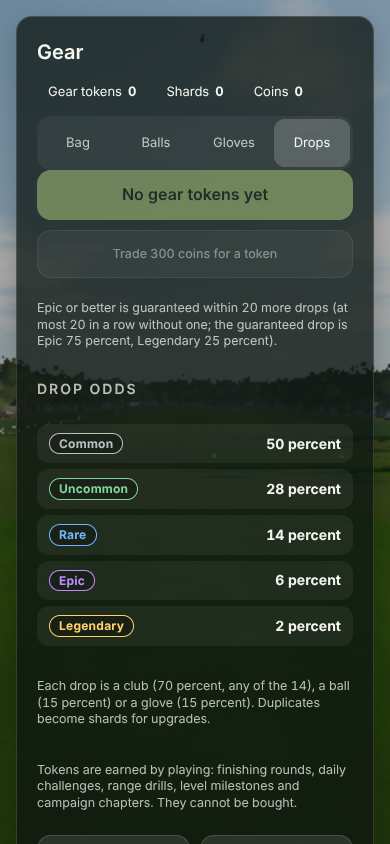 Gear
Gear tokens 0 Shards 0 Coins 0
Bag Balls Gloves Drops
No gear tokens yet
Trade 300 coins for a token
Epic or better is guaranteed within 20 more drops (at
most 20 in a row without one; the guaranteed drop is
Epic 75 percent, Legendary 25 percent).
DROP ODDS
Common 50 percent
Uncommon 28 percent
Rare 14 percent
Epic 6 percent
Legendary 2 percent
Each drop is a club (70 percent, any of the 14), a ball
(15 percent) or a glove (15 percent). Duplicates
become shards for upgrades.
Tokens are earned by playing: finishing rounds, daily
challenges, range drills, level milestones and
campaign chapters. They cannot be bought.